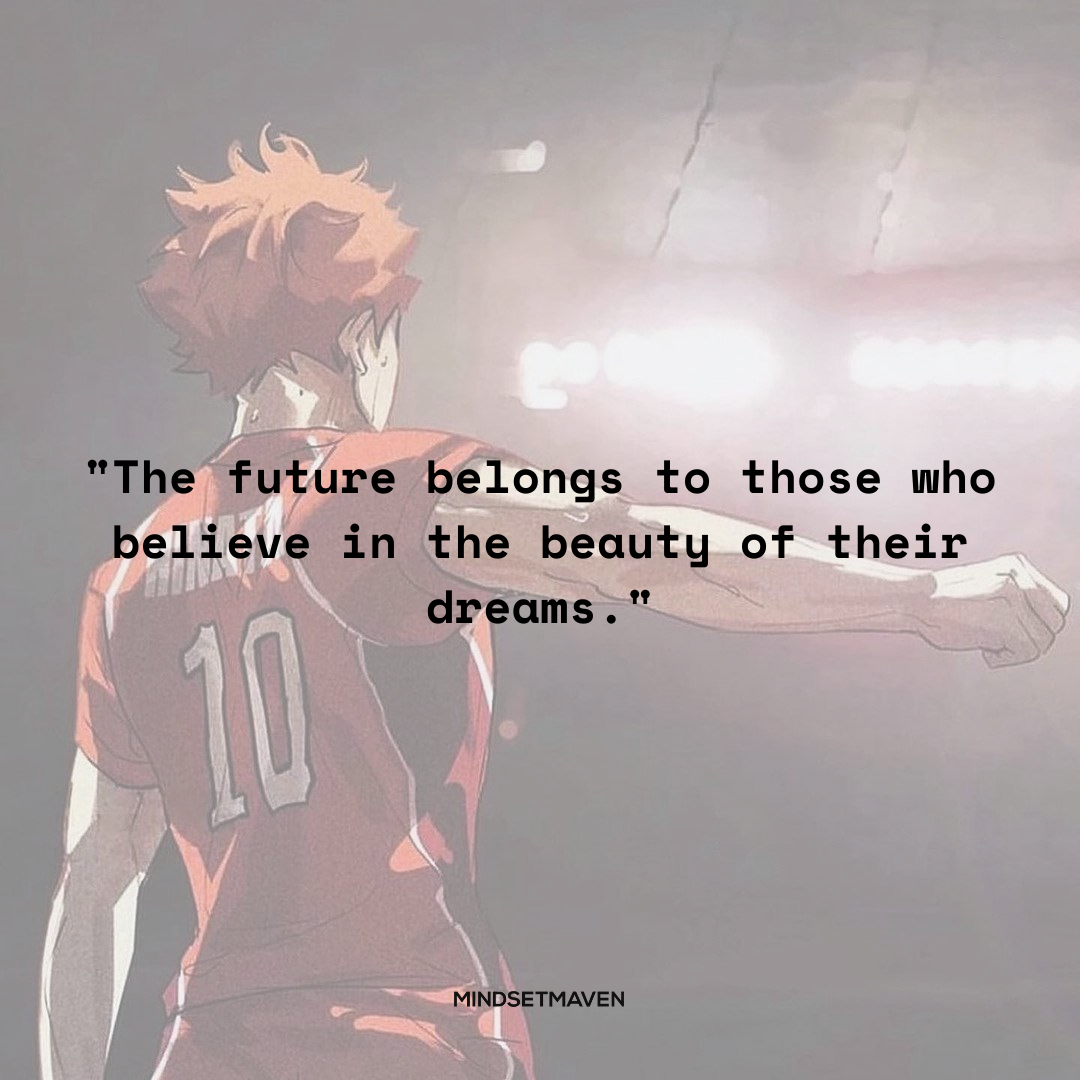 "The future belongs to those who
believe in the beauty of their
dreams."
10
MINDSETMAVEN